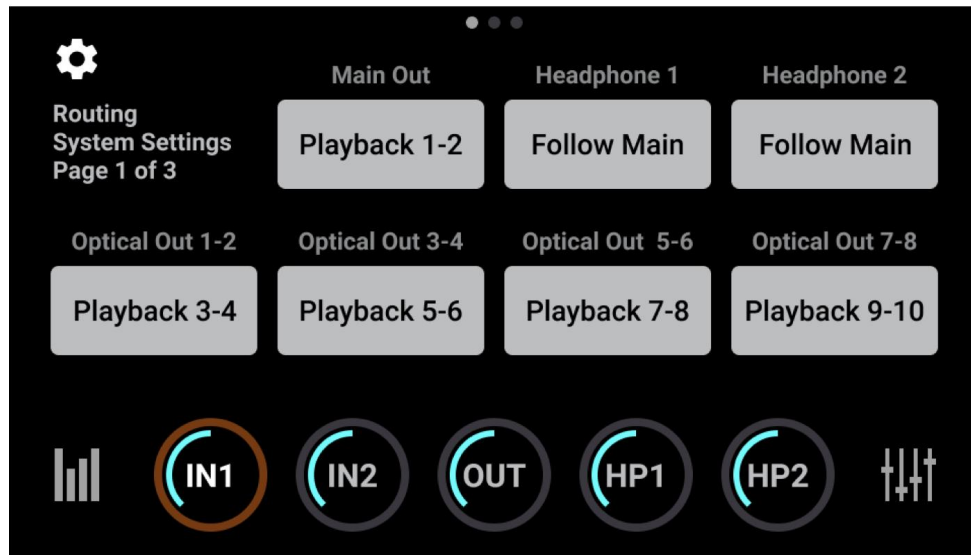 Main Out Headphone 1 Headphone 2
Routing
System Settings
Page 1 of 3
Playback 1-2 Follow Main Follow Main
Optical Out 1-2 Optical Out 3-4 Optical Out 5-6 Optical Out 7-8
Playback 3-4 Playback 5-6 Playback 7-8 Playback 9-10
IN1 IN2 OUT HP1 HP2